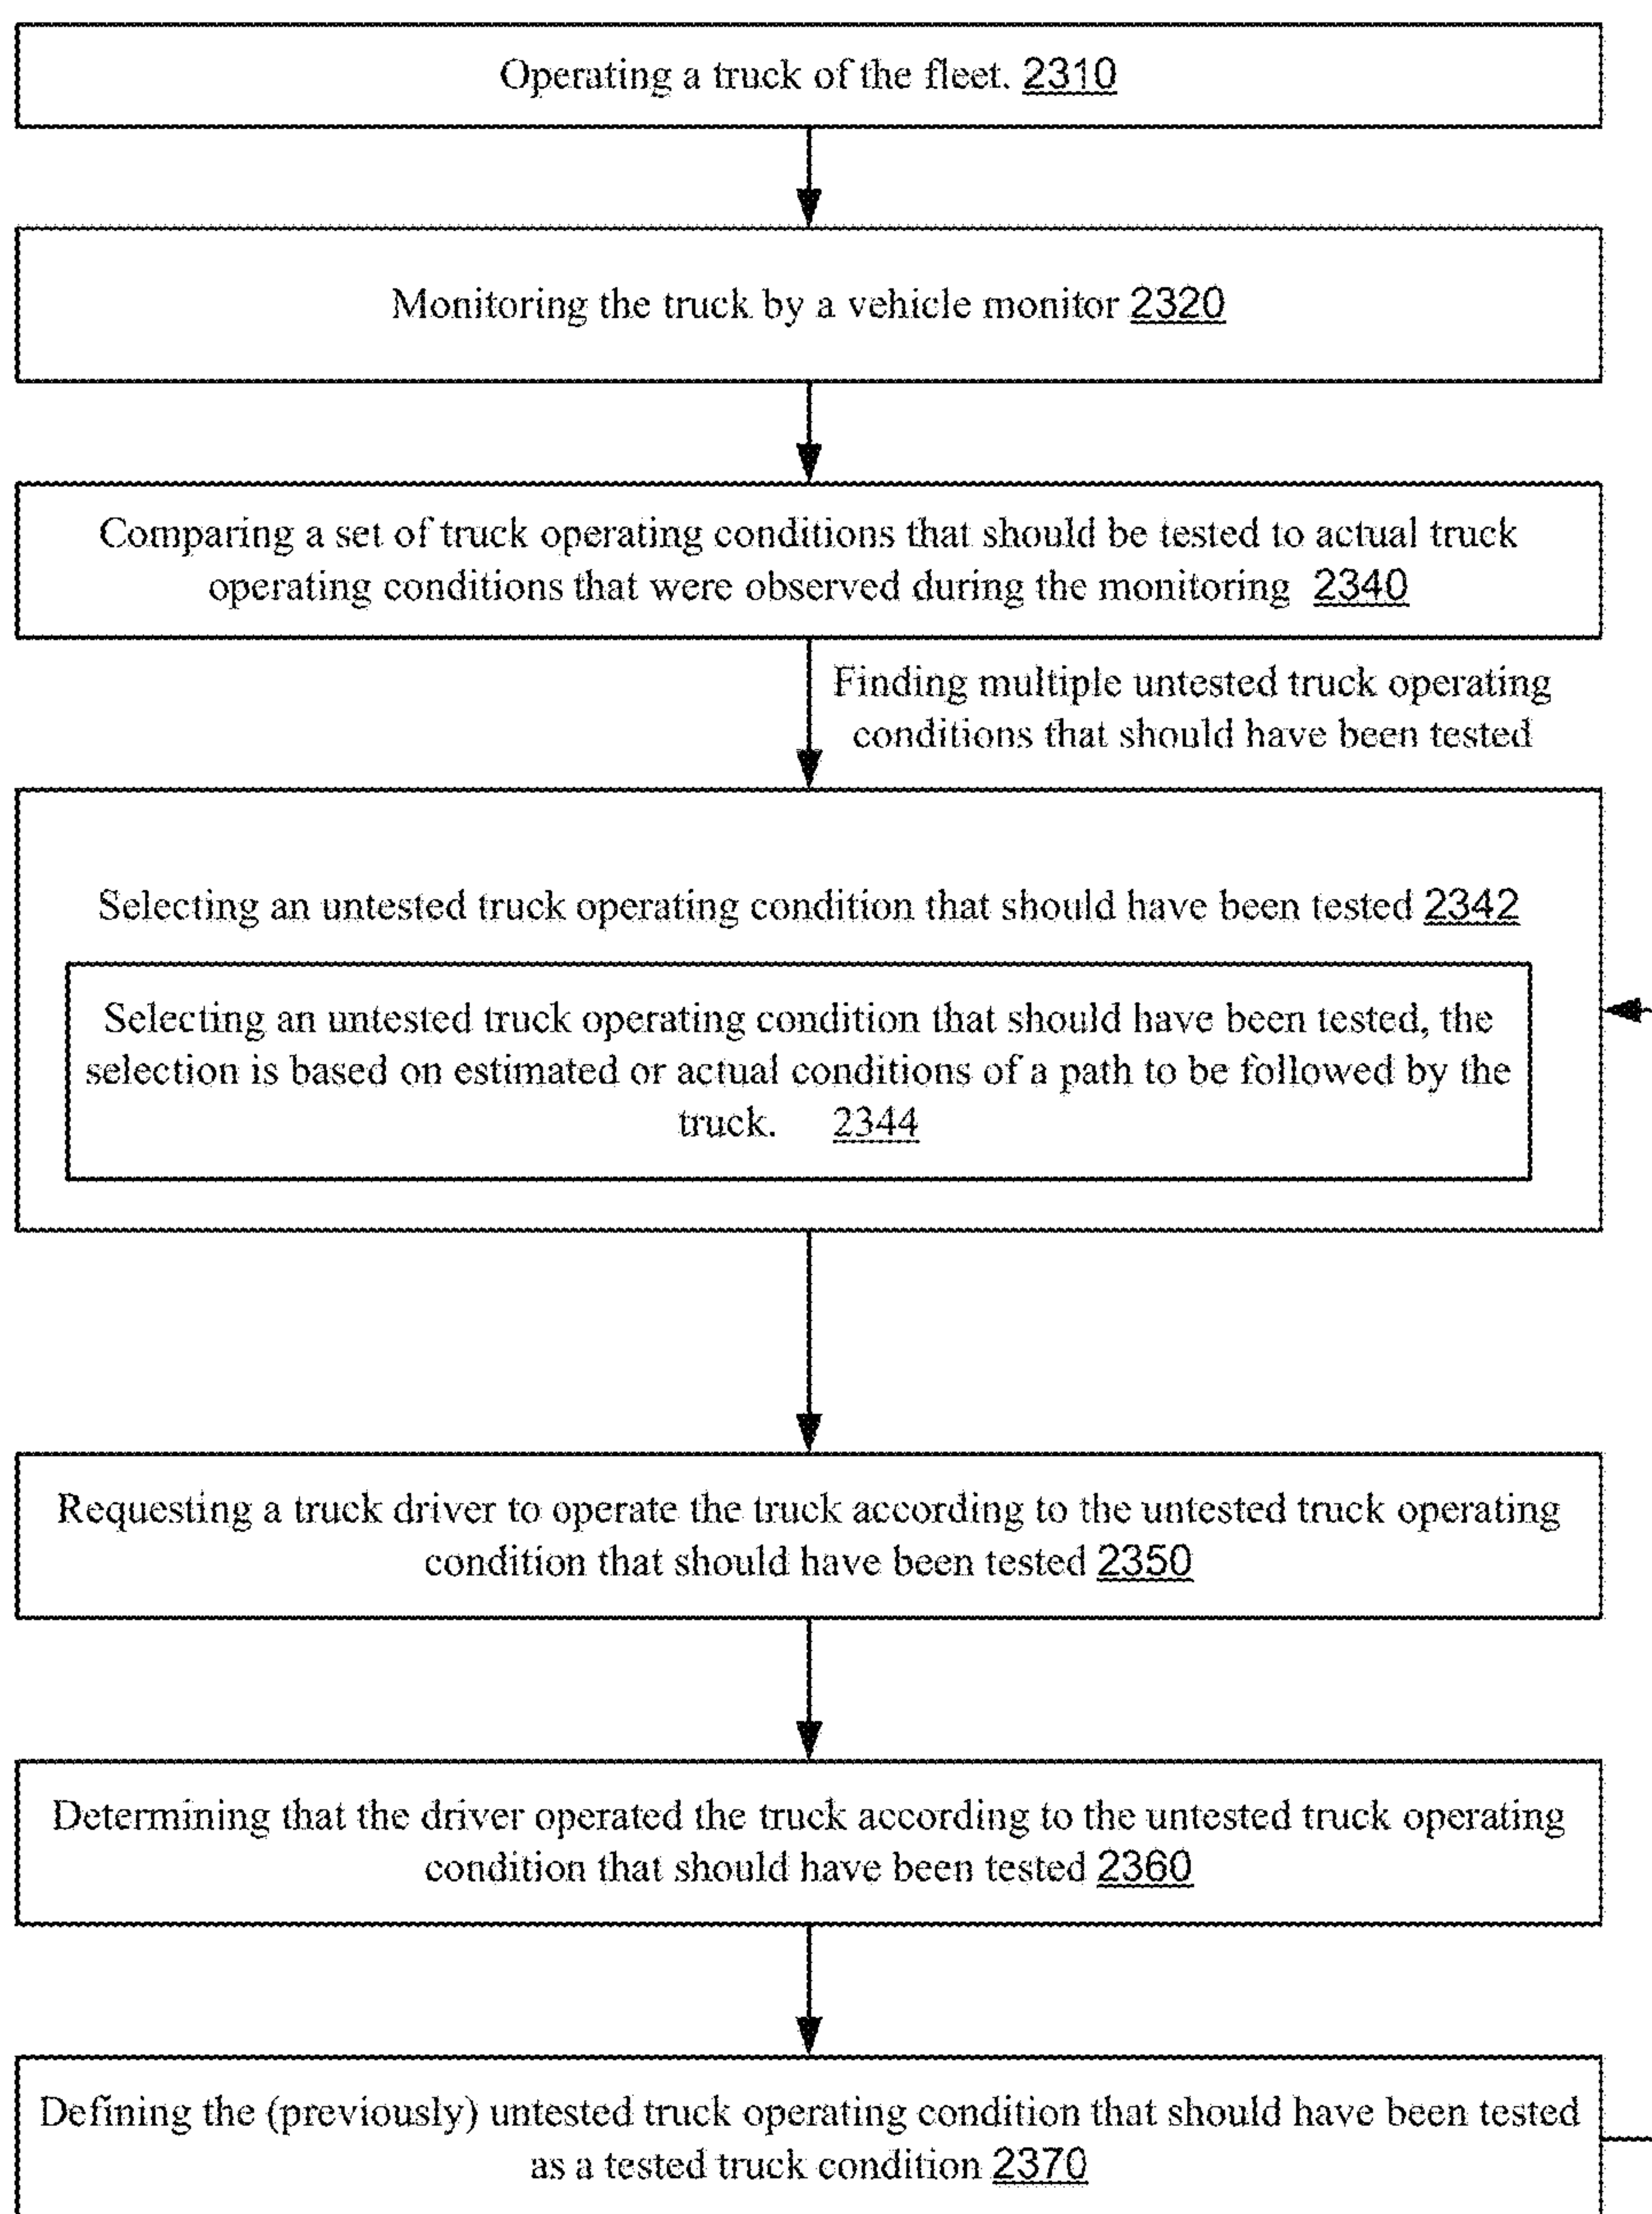 Operating a truck of the fleet. 2310
Monitoring the truck by a vehicle monitor 2320
Comparing a set of truck operating conditions that should be tested to actual truck
operating conditions that were observed during the monitoring 2340
Finding multiple untested truck operating
conditions that should have been tested
Selecting an untested truck operating condition that should have been tested 2342
Selecting an untested truck operating condition that should have been tested, the
selection is based on estimated or actual conditions of a path to be followed by the
truck. 2344
Requesting a truck driver to operate the truck according to the untested truck operating
condition that should have been tested 2350
Determining that the driver operated the truck according to the untested truck operating
condition that should have been tested 2360
Defining the (previously) untested truck operating condition that should have been tested
as a tested truck condition 2370